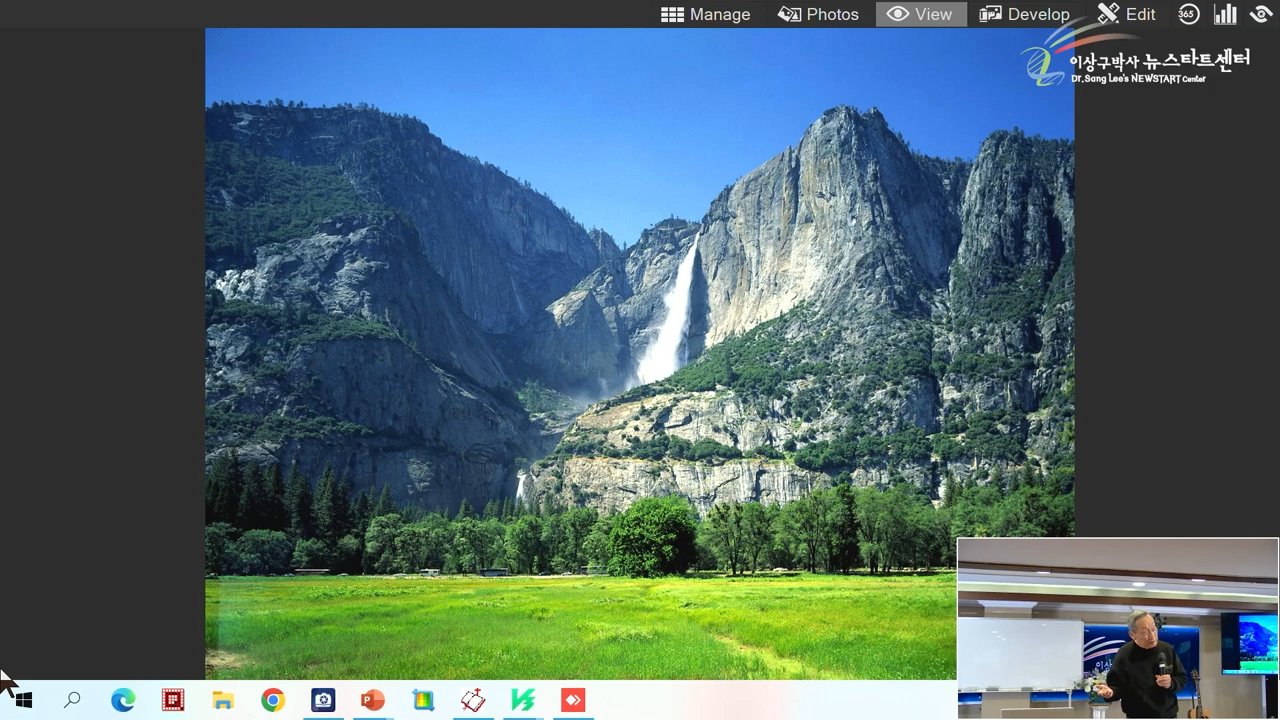 Manage
Photos
View
Develop
Edit
365
이상구박사 뉴스타트센터
Dr. Sang Lee's NEWSTART Center